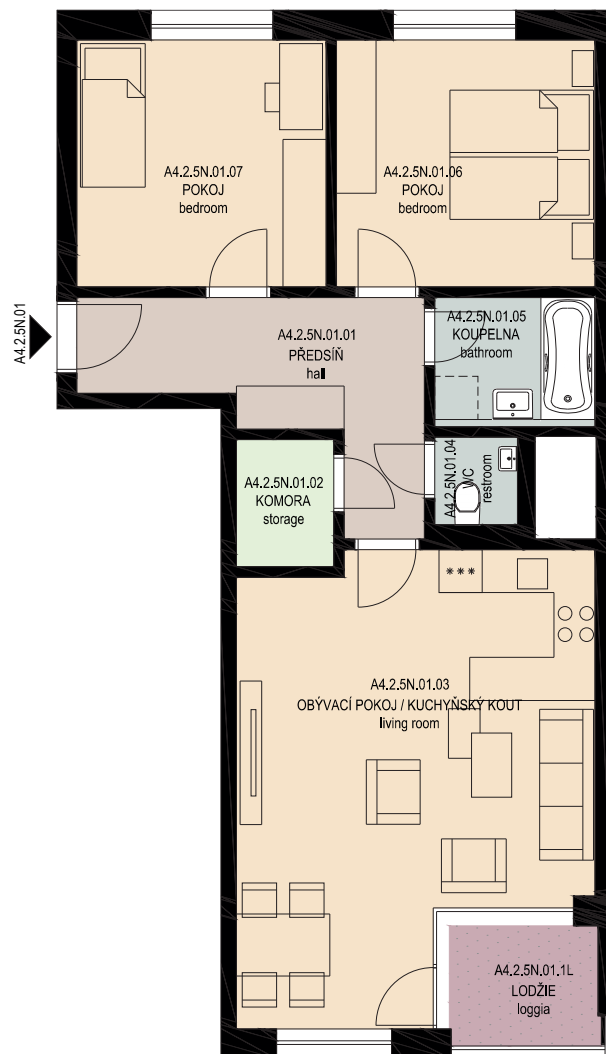 A4.2.5N.01.07
POKOJ
bedroom
A4.2.5N.01.06
POKOJ
bedroom
A4.2.5N.01
A4.2.5N.01.01
PŘEDSÍŇ
hall
A4.2.5N.01.05
KOUPELNA
bathroom
A4.2.5N.01.02
KOMORA
storage
A4.2.5N.01.04
WC
restroom
A4.2.5N.01.03
OBÝVACÍ POKOJ / KUCHYŇSKÝ KOUT
living room
A4.2.5N.01.1L
LODŽIE
loggia